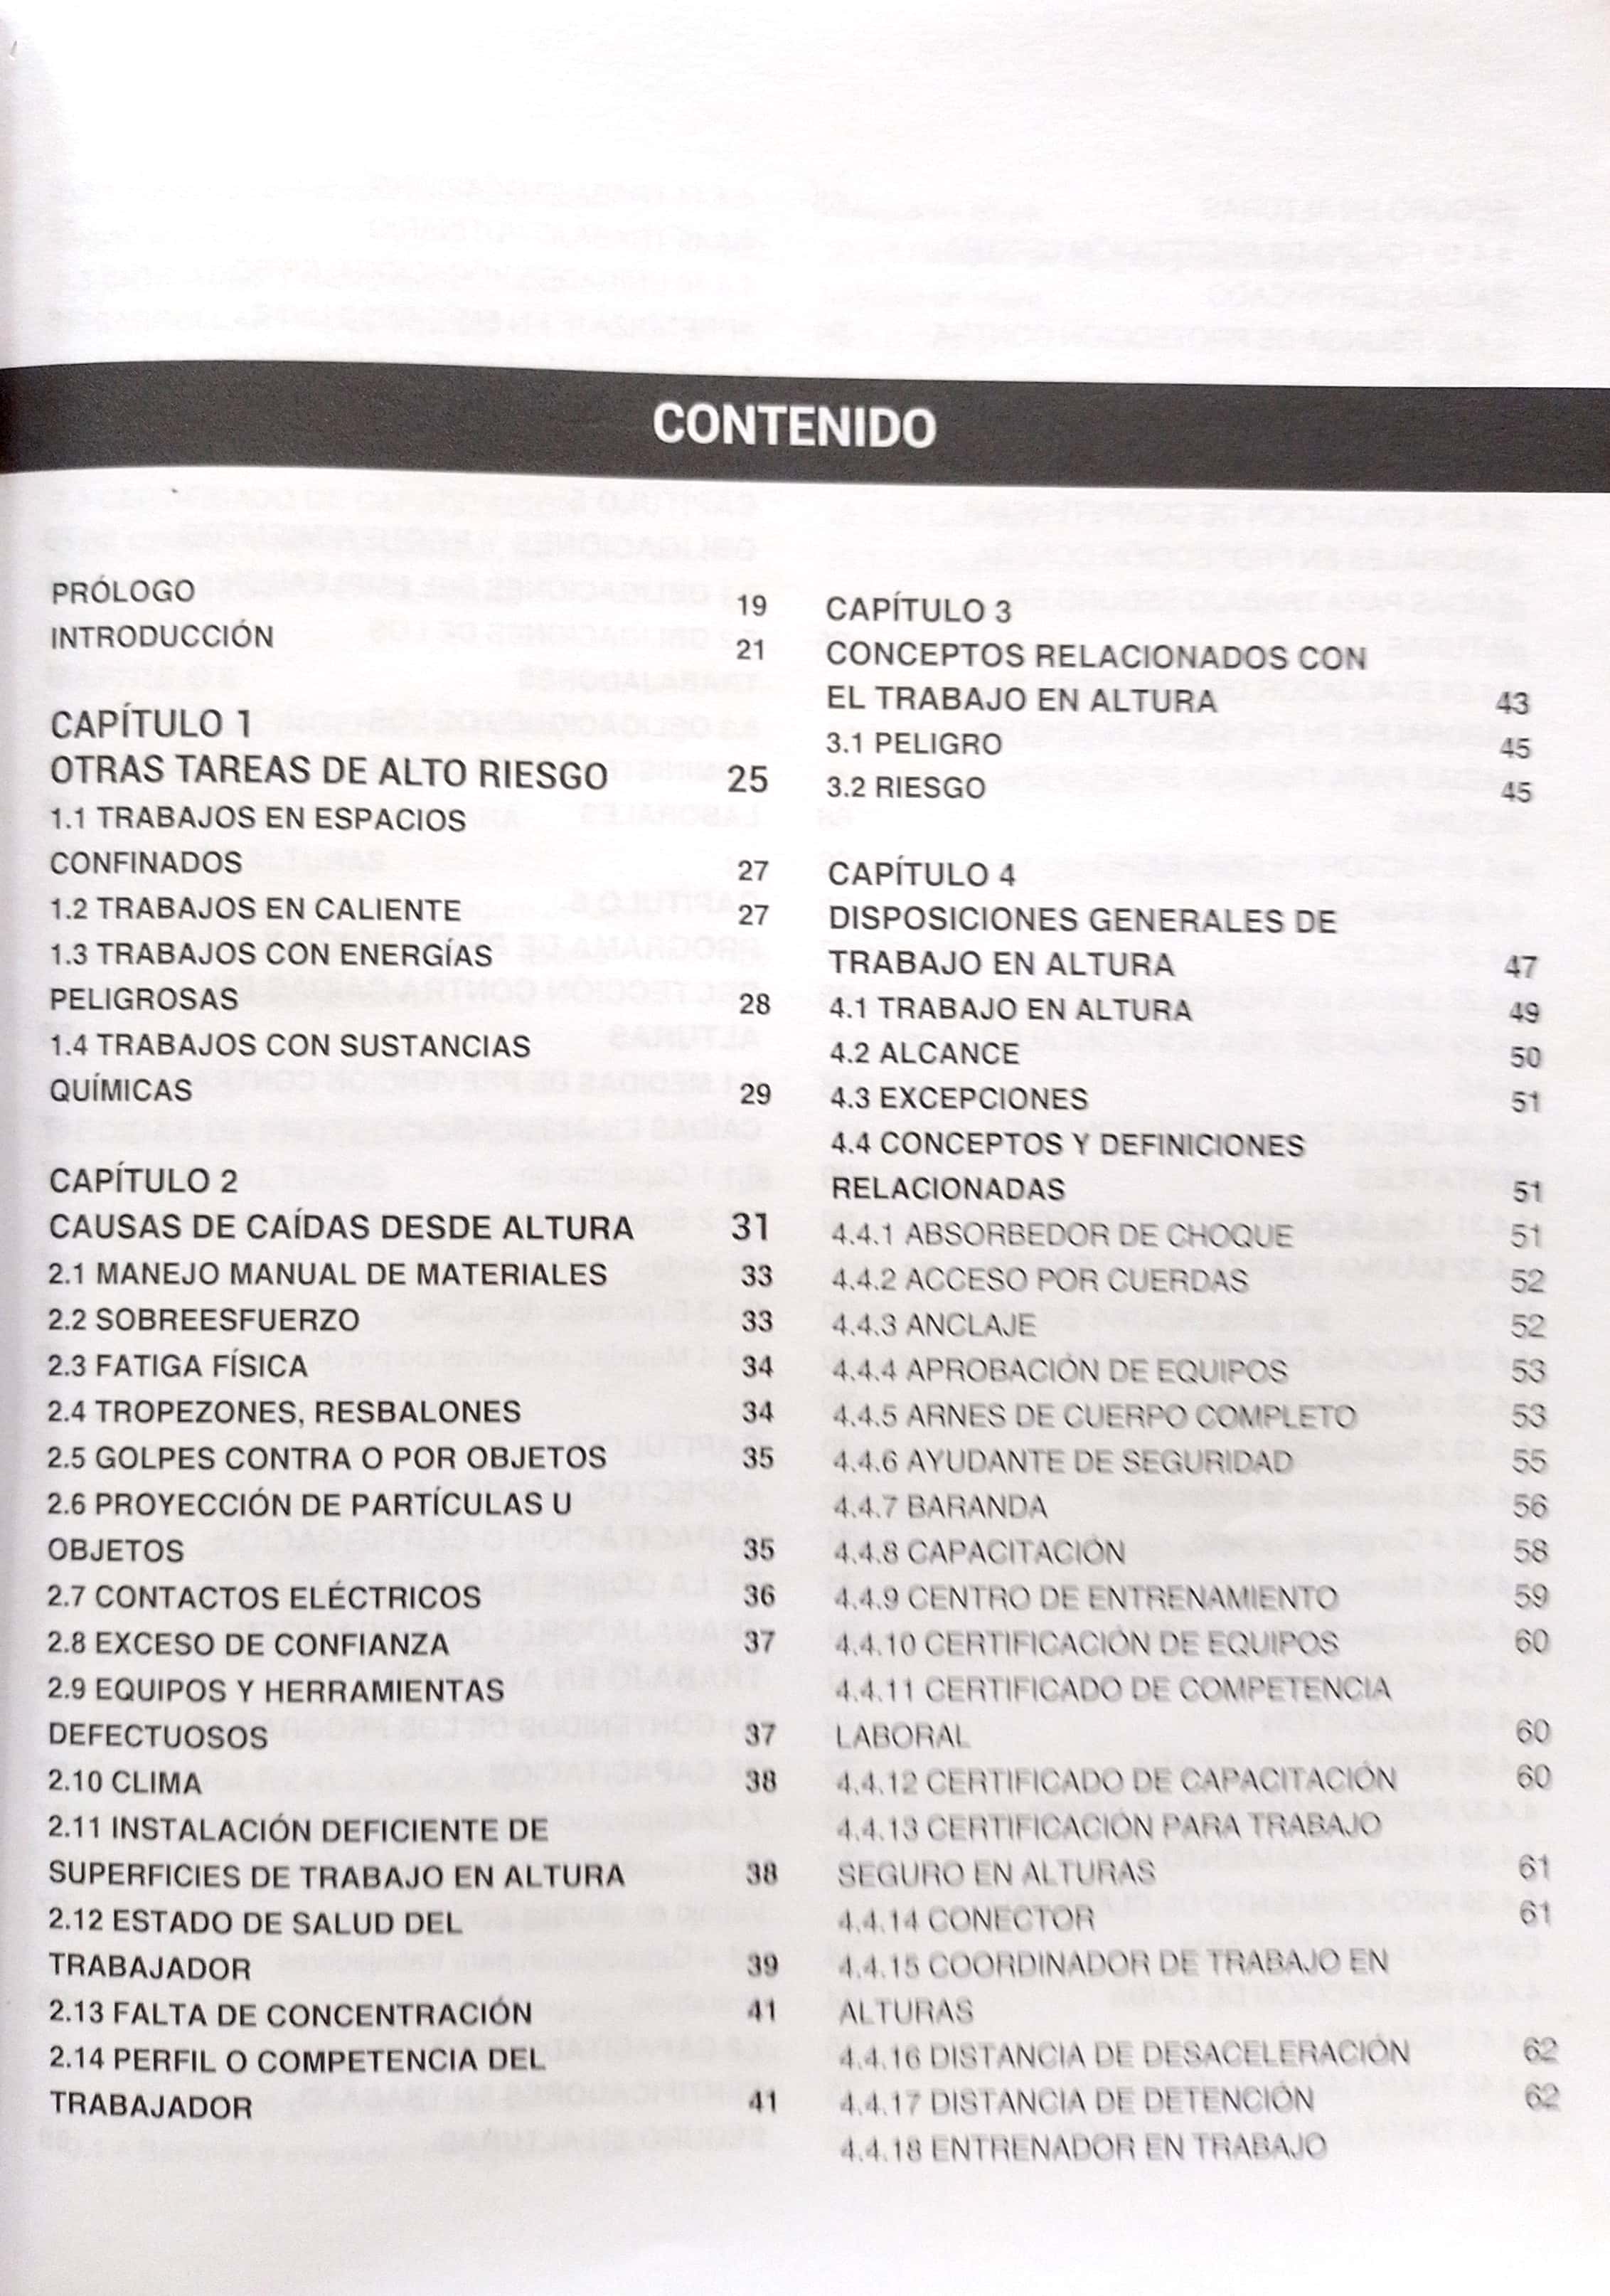 CONTENIDO
PRÓLOGO 19
INTRODUCCIÓN 21
CAPÍTULO 1
OTRAS TAREAS DE ALTO RIESGO 25
1.1 TRABAJOS EN ESPACIOS
CONFINADOS 27
1.2 TRABAJOS EN CALIENTE 27
1.3 TRABAJOS CON ENERGÍAS
PELIGROSAS 28
1.4 TRABAJOS CON SUSTANCIAS
QUÍMICAS 29
CAPÍTULO 2
CAUSAS DE CAÍDAS DESDE ALTURA 31
2.1 MANEJO MANUAL DE MATERIALES 33
2.2 SOBREESFUERZO 33
2.3 FATIGA FÍSICA 34
2.4 TROPEZONES, RESBALONES 34
2.5 GOLPES CONTRA O POR OBJETOS 35
2.6 PROYECCIÓN DE PARTÍCULAS U
OBJETOS 35
2.7 CONTACTOS ELÉCTRICOS 36
2.8 EXCESO DE CONFIANZA 37
2.9 EQUIPOS Y HERRAMIENTAS
DEFECTUOSOS 37
2.10 CLIMA 38
2.11 INSTALACIÓN DEFICIENTE DE
SUPERFICIES DE TRABAJO EN ALTURA 38
2.12 ESTADO DE SALUD DEL
TRABAJADOR 39
2.13 FALTA DE CONCENTRACIÓN 41
2.14 PERFIL O COMPETENCIA DEL
TRABAJADOR 41
CAPÍTULO 3
CONCEPTOS RELACIONADOS CON
EL TRABAJO EN ALTURA 43
3.1 PELIGRO 45
3.2 RIESGO 45
CAPÍTULO 4
DISPOSICIONES GENERALES DE
TRABAJO EN ALTURA 47
4.1 TRABAJO EN ALTURA 49
4.2 ALCANCE 50
4.3 EXCEPCIONES 51
4.4 CONCEPTOS Y DEFINICIONES
RELACIONADAS 51
4.4.1 ABSORBEDOR DE CHOQUE 51
4.4.2 ACCESO POR CUERDAS 52
4.4.3 ANCLAJE 52
4.4.4 APROBACIÓN DE EQUIPOS 53
4.4.5 ARNES DE CUERPO COMPLETO 53
4.4.6 AYUDANTE DE SEGURIDAD 55
4.4.7 BARANDA 56
4.4.8 CAPACITACIÓN 58
4.4.9 CENTRO DE ENTRENAMIENTO 59
4.4.10 CERTIFICACIÓN DE EQUIPOS 60
4.4.11 CERTIFICADO DE COMPETENCIA
LABORAL 60
4.4.12 CERTIFICADO DE CAPACITACIÓN 60
4.4.13 CERTIFICACIÓN PARA TRABAJO
SEGURO EN ALTURAS 61
4.4.14 CONECTOR 61
4.4.15 COORDINADOR DE TRABAJO EN
ALTURAS
4.4.16 DISTANCIA DE DESACELERACIÓN 62
4.4.17 DISTANCIA DE DETENCIÓN 62
4.4.18 ENTRENADOR EN TRABAJO